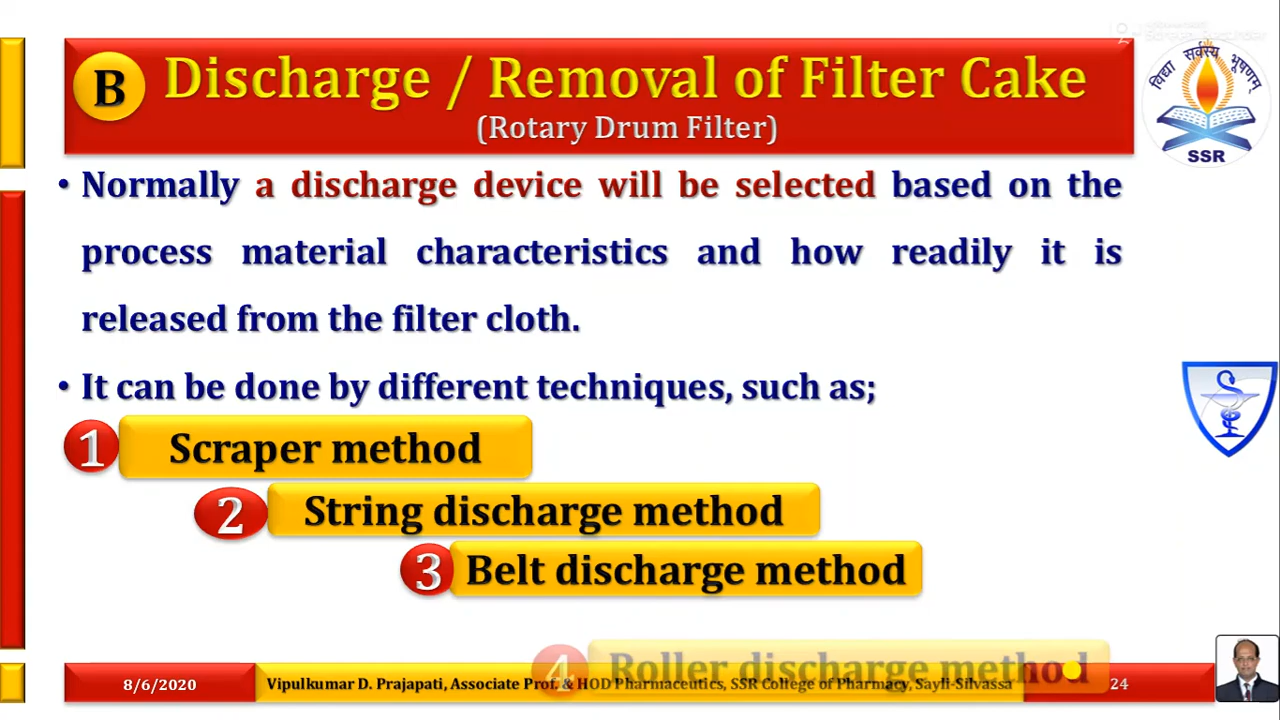 B Discharge / Removal of Filter Cake
(Rotary Drum Filter)
विद्या सर्वस्य भूषणम्
SSR
• Normally a discharge device will be selected based on the
process material characteristics and how readily it is
released from the filter cloth.
• It can be done by different techniques, such as;
1 Scraper method
2 String discharge method
3 Belt discharge method
4 Roller discharge method
8/6/2020 Vipulkumar D. Prajapati, Associate Prof. & HOD Pharmaceutics, SSR College of Pharmacy, Sayli-Silvassa 24